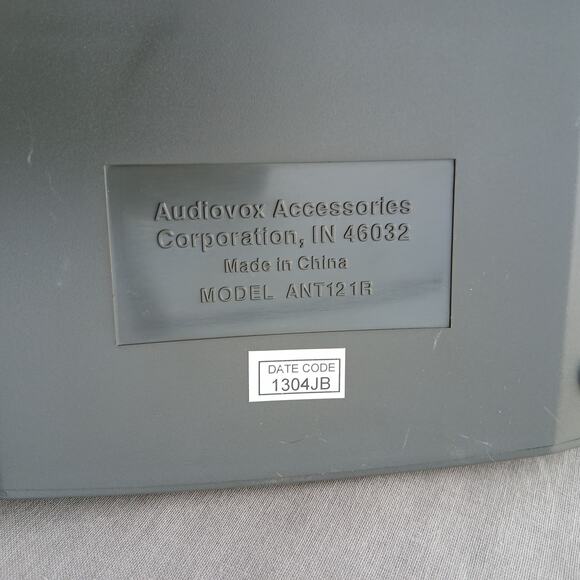 Audiovox Accessories
Corporation, IN 46032
Made in China
MODEL ANT121R
DATE CODE
1304JB